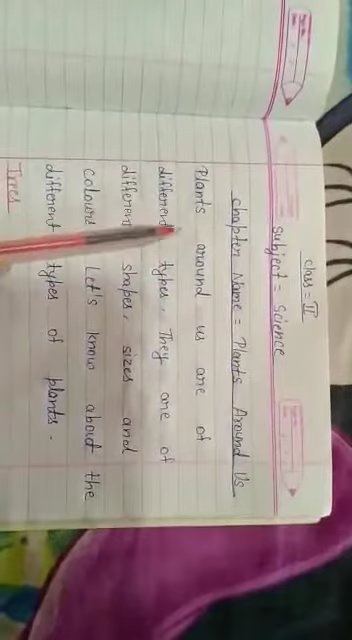 class = II
Subject = Science
Chapter Name = Plants Around Us
Plants around us are of
different types. They are of
different shapes, sizes and
colours. Let's know about the
different types of plants.
Trees